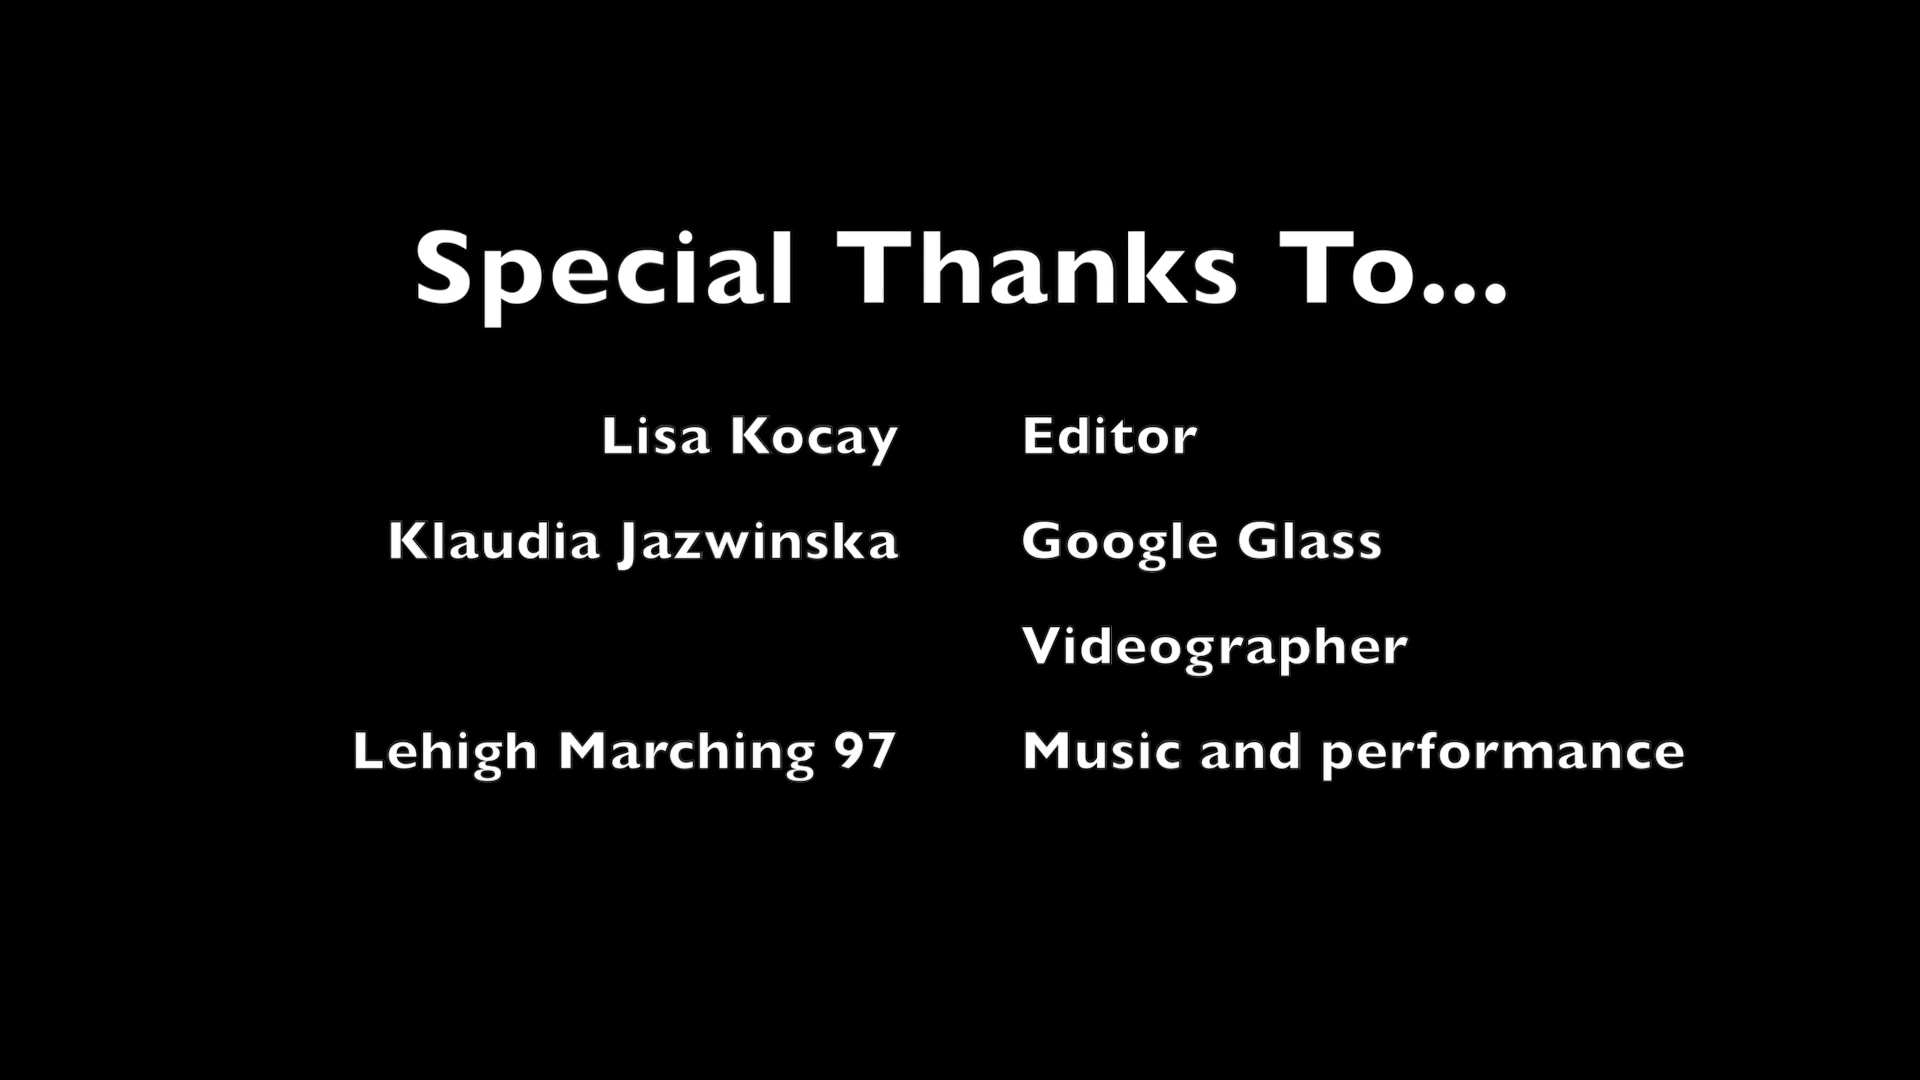 Special Thanks To...
Lisa Kocay Editor
Klaudia Jazwinska Google Glass
Videographer
Lehigh Marching 97 Music and performance